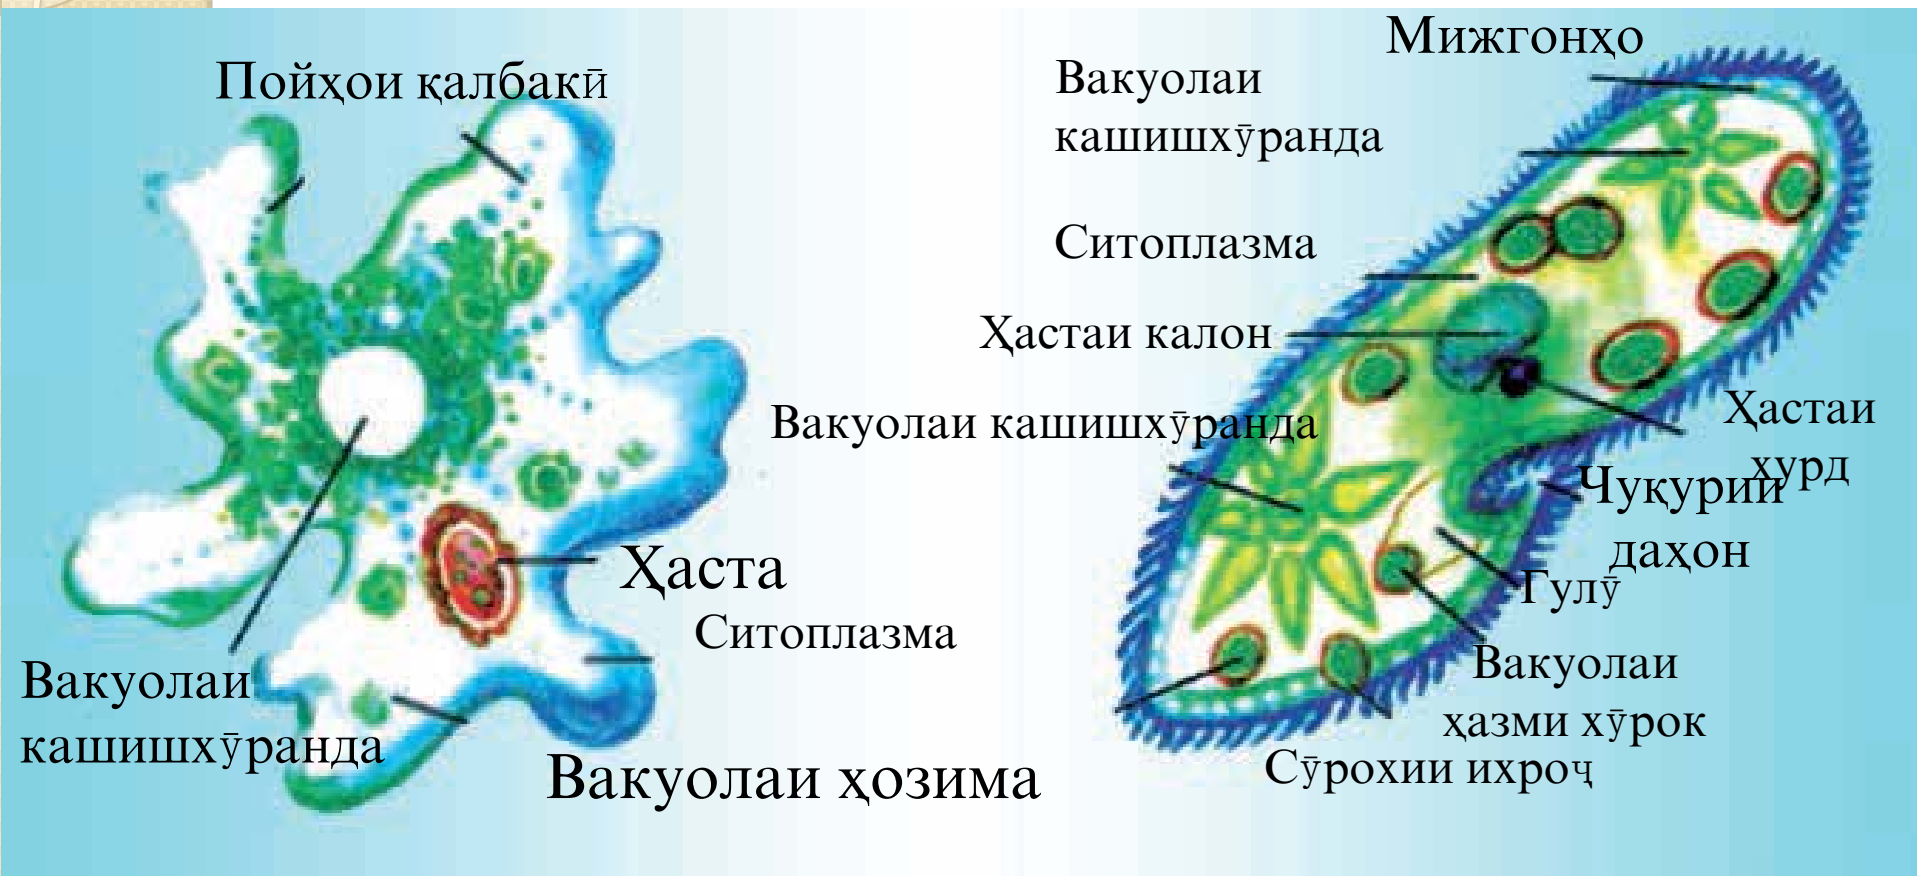 Пойҳои қалбакӣ
Ҳаста
Ситоплазма
Вакуолаи
кашишхӯранда
Вакуолаи ҳозима
Мижгонҳо
Вакуолаи
кашишхӯранда
Ситоплазма
Ҳастаи калон
Вакуолаи кашишхӯранда
Ҳастаи
хурд
Чуқурии
даҳон
Гулӯ
Вакуолаи
ҳазми хӯрок
Сӯрохии ихроҷ